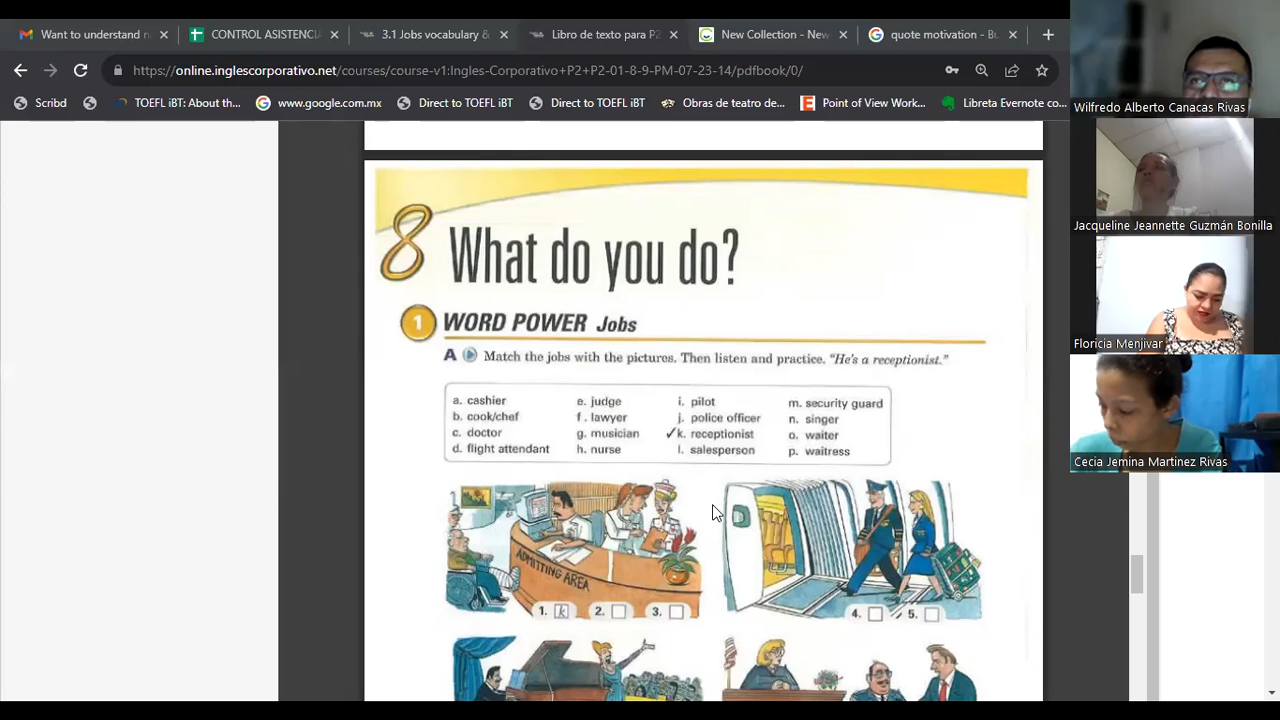 Want to understand n
CONTROL ASISTENCI
3.1 Jobs vocabulary &
Libro de texto para P2
New Collection - New
quote motivation - Bu
https://online.inglescorporativo.net/courses/course-v1:Ingles-Corporativo+P2+P2-01-8-9-PM-07-23-14/pdfbook/0/
Scribd
TOEFL iBT: About th...
www.google.com.mx
Direct to TOEFL iBT
Direct to TOEFL iBT
Obras de teatro de...
Point of View Work...
Libreta Evernote co...
8 What do you do?
1 WORD POWER Jobs
A Match the jobs with the pictures. Then listen and practice. "He's a receptionist."
a. cashier
b. cook/chef
c. doctor
d. flight attendant
e. judge
f. lawyer
g. musician
h. nurse
i. pilot
j. police officer
✓k. receptionist
l. salesperson
m. security guard
n. singer
o. waiter
p. waitress
ADMITTING AREA
1. k 2. 3.
4. 5.
Wilfredo Alberto Canacas Rivas
Jacqueline Jeannette Guzmán Bonilla
Floricia Menjivar
Cecia Jemina Martinez Rivas